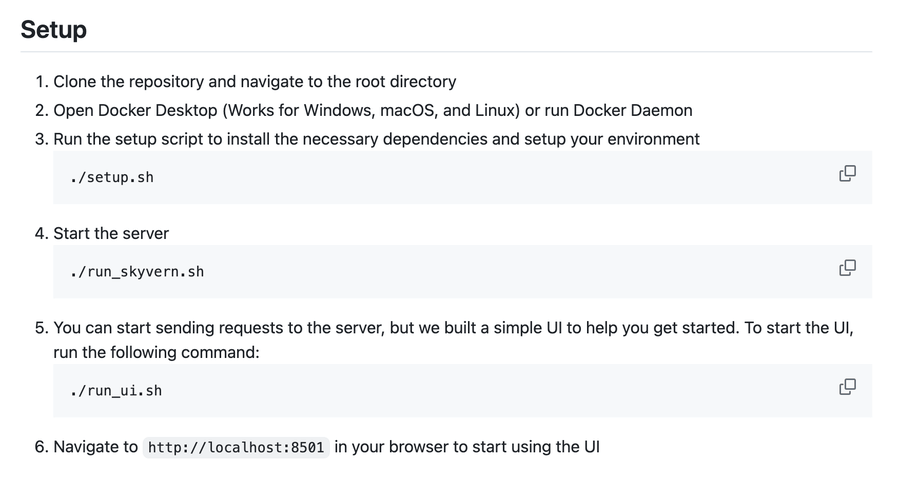 Setup
1. Clone the repository and navigate to the root directory
2. Open Docker Desktop (Works for Windows, macOS, and Linux) or run Docker Daemon
3. Run the setup script to install the necessary dependencies and setup your environment
./setup.sh
4. Start the server
./run_skyvern.sh
5. You can start sending requests to the server, but we built a simple UI to help you get started. To start the UI,
run the following command:
./run_ui.sh
6. Navigate to http://localhost:8501 in your browser to start using the UI